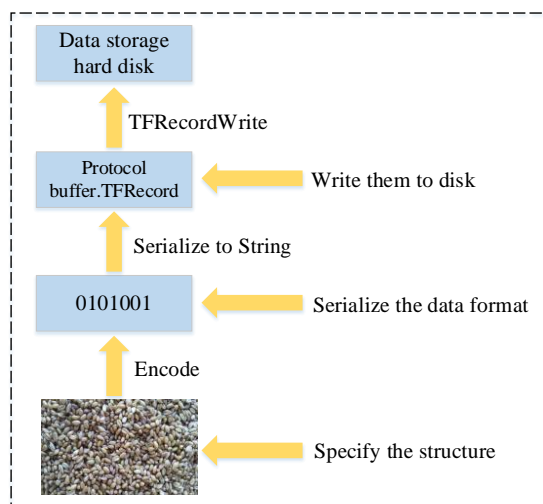 Data storage
hard disk
TFRecordWrite
Protocol
buffer.TFRecord
Write them to disk
Serialize to String
0101001
Serialize the data format
Encode
Specify the structure